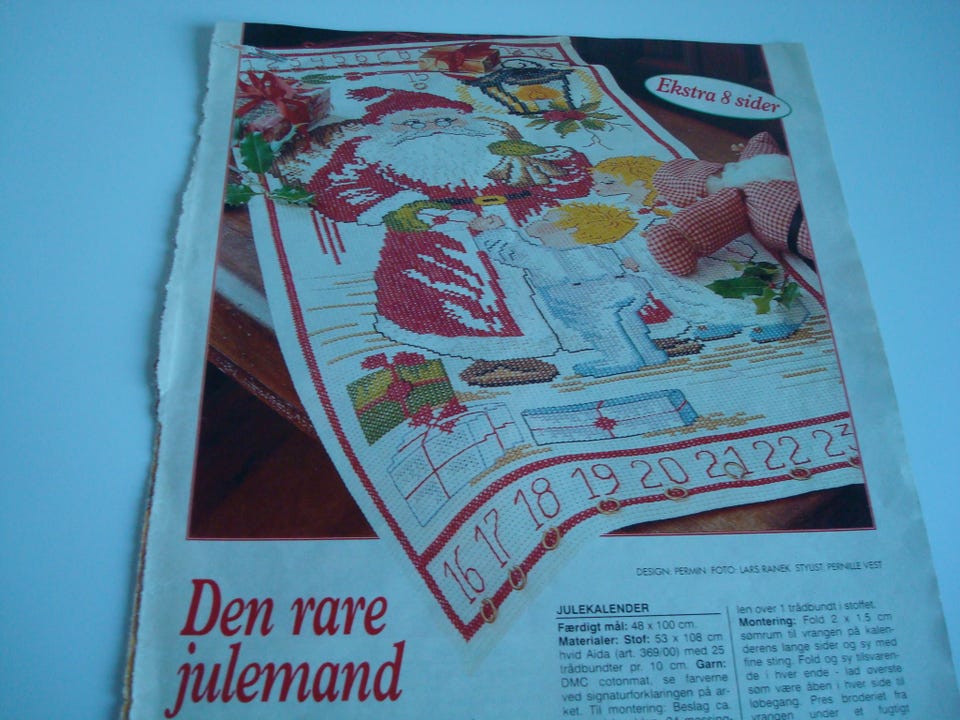 3 4 5 6
15
Ekstra 8 sider
16 17 18 19 20 21 22 23
DESIGN: PERMIN FOTO: LARS RANEK STYLIST: PERNILLE VEST
Den rare
julemand
JULEKALENDER
Færdigt mål: 48 x 100 cm.
Materialer: Stof: 53 x 108 cm
hvid Aida (art. 369/00) med 25
trådbundter pr. 10 cm. Garn:
DMC cotonmat, se farverne
ved signaturforklaringen på ar-
ket. Til montering: Beslag ca.
len over 1 trådbundt i stoffet.
Montering: Fold 2 x 1.5 cm
sømrum til vrangen på kalen-
derens lange sider og sy med
fine sting. Fold og sy tilsvaren-
de i hver ende - lad øverste
søm være åben i hver side til
løbegang. Pres broderiet fra
vrangen under et fugtigt